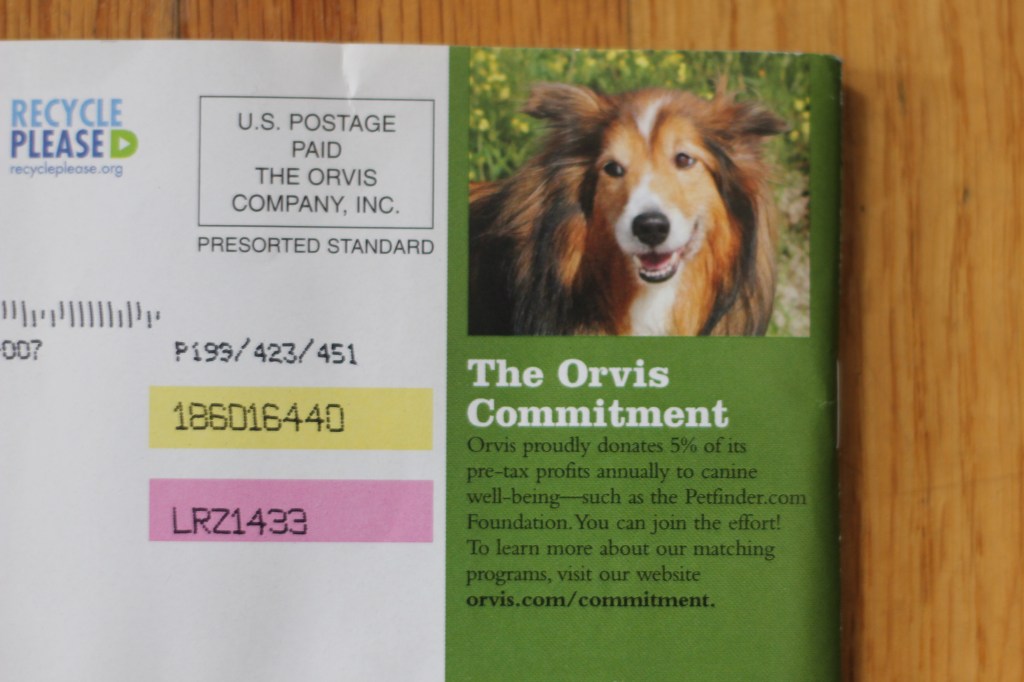 RECYCLE
PLEASE
recycleplease.org
U.S. POSTAGE
PAID
THE ORVIS
COMPANY, INC.
PRESORTED STANDARD
-007
P199/423/451
186016440
LRZ1433
The Orvis
Commitment
Orvis proudly donates 5% of its
pre-tax profits annually to canine
well-being—such as the Petfinder.com
Foundation. You can join the effort!
To learn more about our matching
programs, visit our website
orvis.com/commitment.